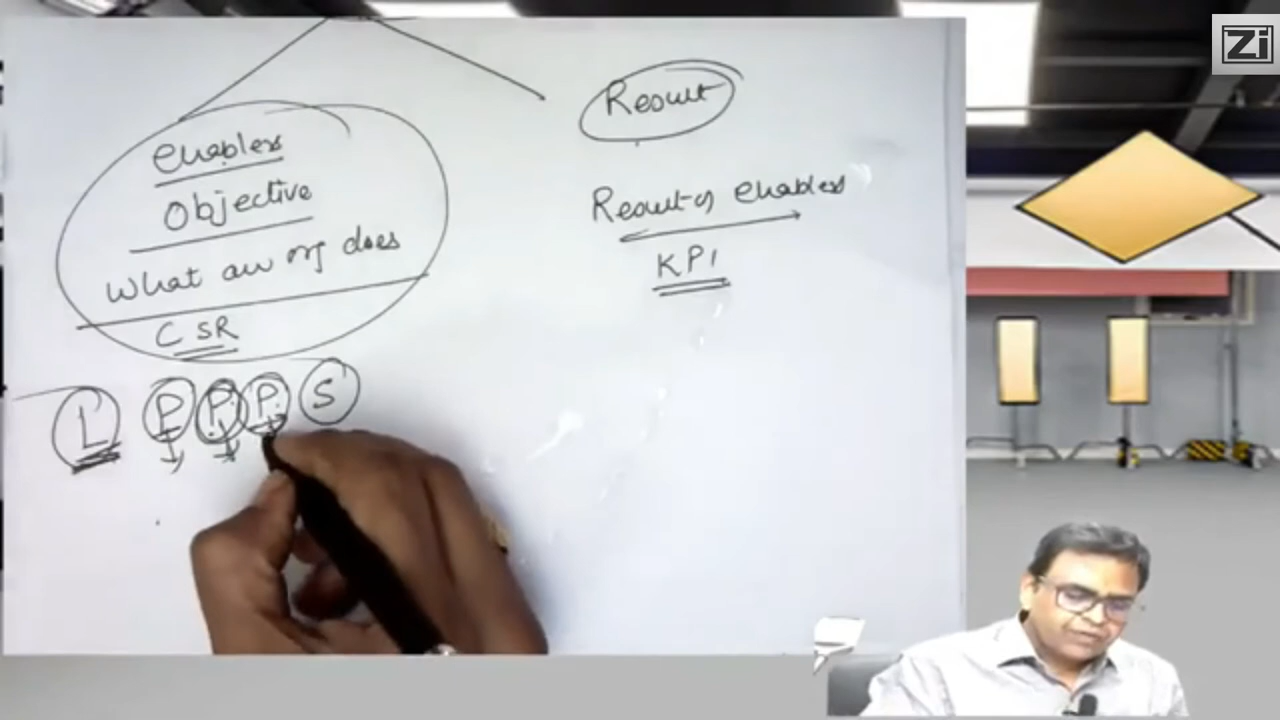 Zi
Result
enablers
Objective
What an org does
CSR
Result of enablers
KPI
L P P P S